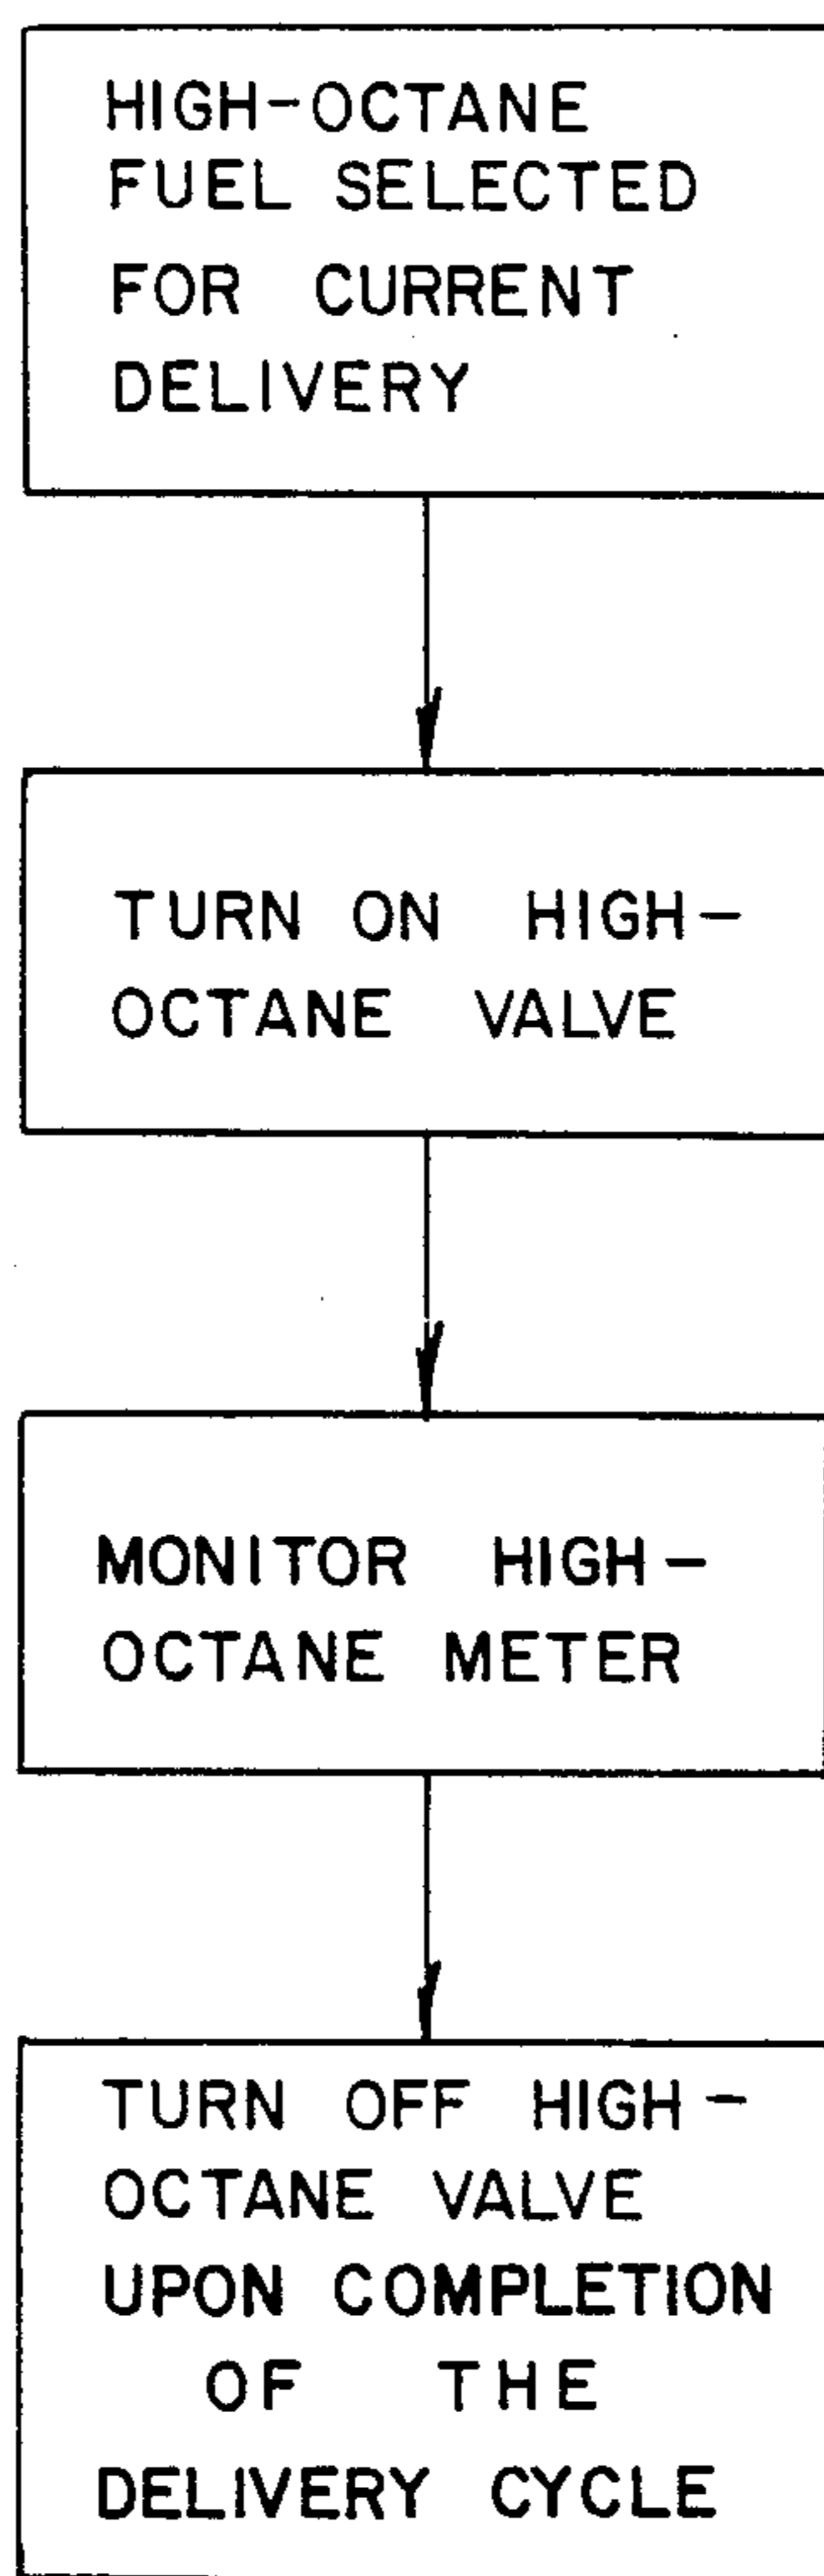 HIGH-OCTANE
FUEL SELECTED
FOR CURRENT
DELIVERY
TURN ON HIGH-
OCTANE VALVE
MONITOR HIGH-
OCTANE METER
TURN OFF HIGH-
OCTANE VALVE
UPON COMPLETION
OF THE
DELIVERY CYCLE